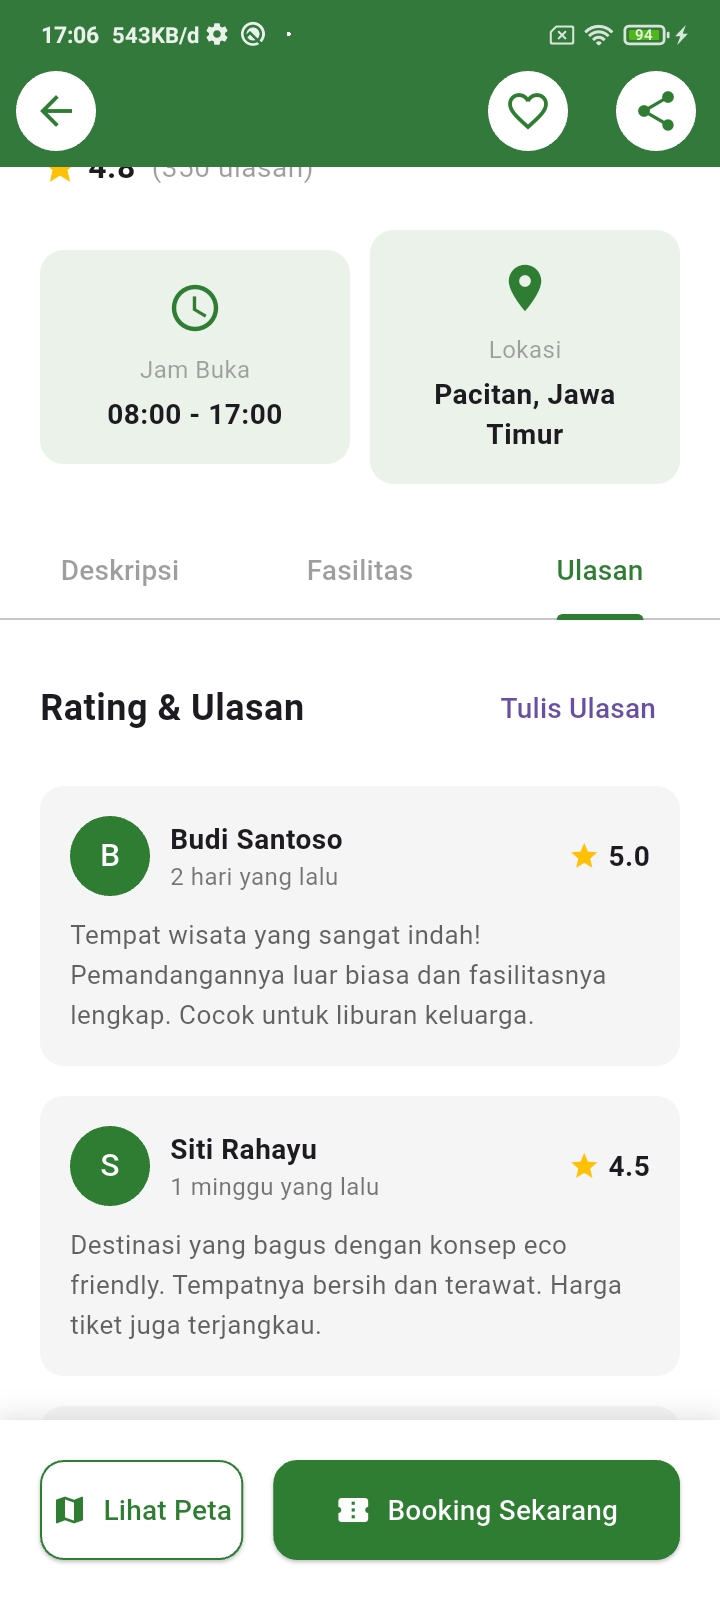 17:06 543KB/d 94
4.8 (350 ulasan)
Jam Buka
08:00 - 17:00
Lokasi
Pacitan, Jawa
Timur
Deskripsi Fasilitas Ulasan
Rating & Ulasan Tulis Ulasan
B Budi Santoso 5.0
2 hari yang lalu
Tempat wisata yang sangat indah!
Pemandangannya luar biasa dan fasilitasnya
lengkap. Cocok untuk liburan keluarga.
S Siti Rahayu 4.5
1 minggu yang lalu
Destinasi yang bagus dengan konsep eco
friendly. Tempatnya bersih dan terawat. Harga
tiket juga terjangkau.
Lihat Peta Booking Sekarang